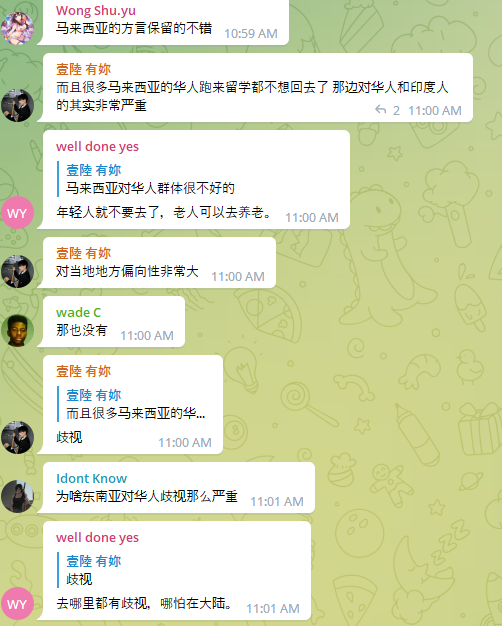 Wong Shu.yu
马来西亚的方言保留的不错 10:59 AM
壹陸 有妳
而且很多马来西亚的华人跑来留学都不想回去了 那边对华人和印度人
的其实非常严重
2 11:00 AM
well done yes
壹陸 有妳
马来西亚对华人群体很不好的
年轻人就不要去了，老人可以去养老。 11:00 AM
WY
壹陸 有妳
对当地地方偏向性非常大 11:00 AM
wade C
那也没有 11:00 AM
壹陸 有妳
壹陸 有妳
而且很多马来西亚的华...
歧视 11:00 AM
Idont Know
为啥东南亚对华人歧视那么严重 11:01 AM
well done yes
壹陸 有妳
歧视
去哪里都有歧视，哪怕在大陆。 11:01 AM
WY